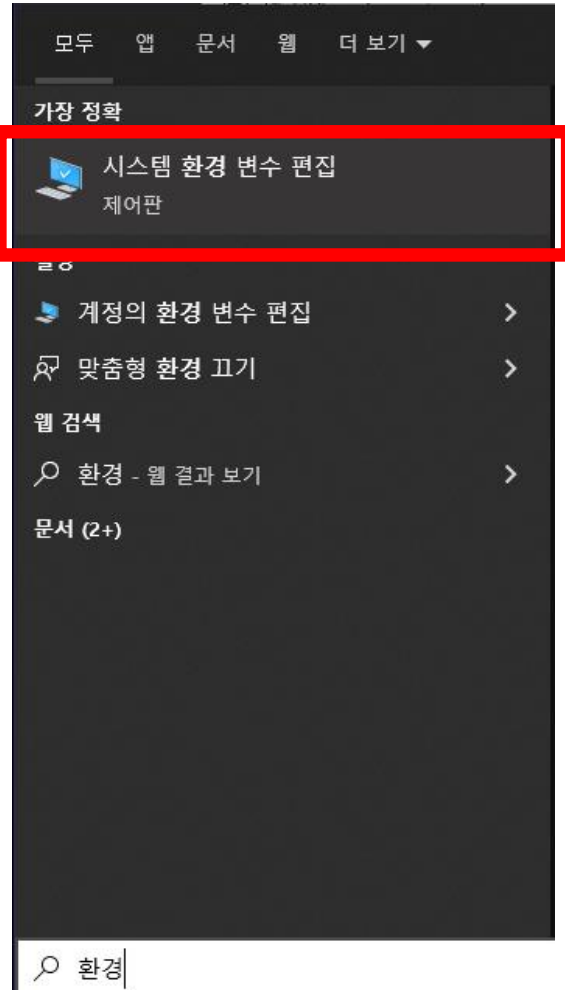 모두 앱 문서 웹 더 보기
가장 정확
시스템 환경 변수 편집
제어판
계정의 환경 변수 편집
맞춤형 환경 끄기
웹 검색
환경 - 웹 결과 보기
문서 (2+)
환경